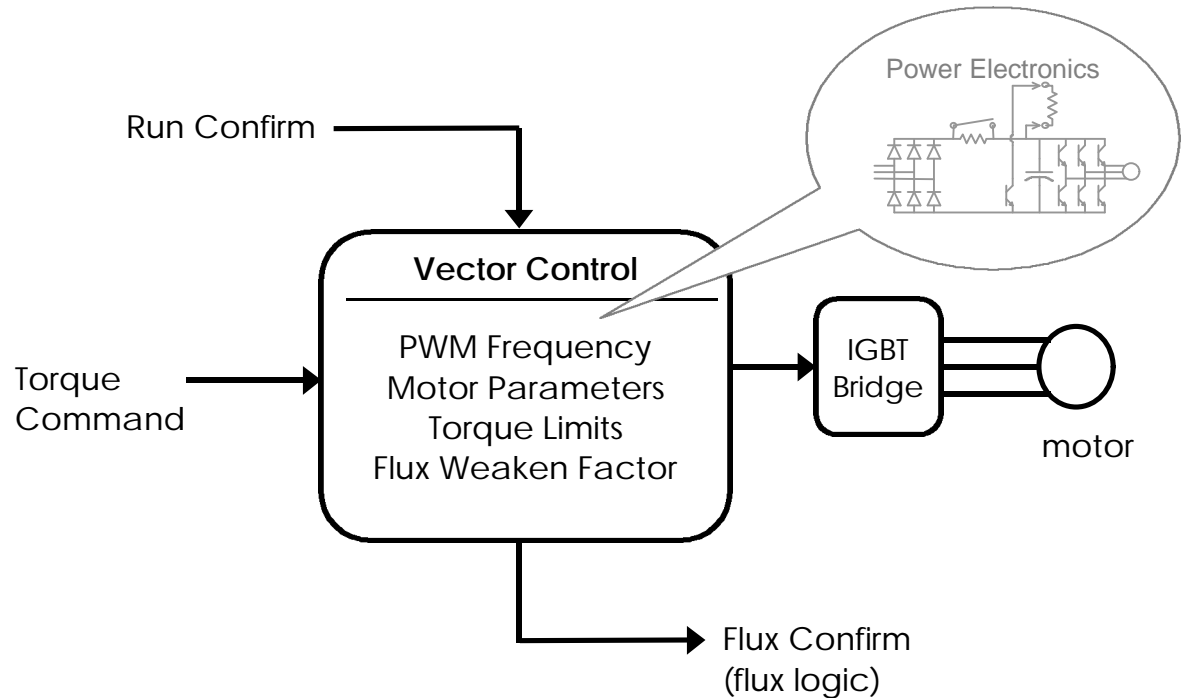 Power Electronics
Run Confirm
Vector Control
PWM Frequency
Motor Parameters
Torque Limits
Flux Weaken Factor
Torque
Command
IGBT
Bridge
motor
Flux Confirm
(flux logic)